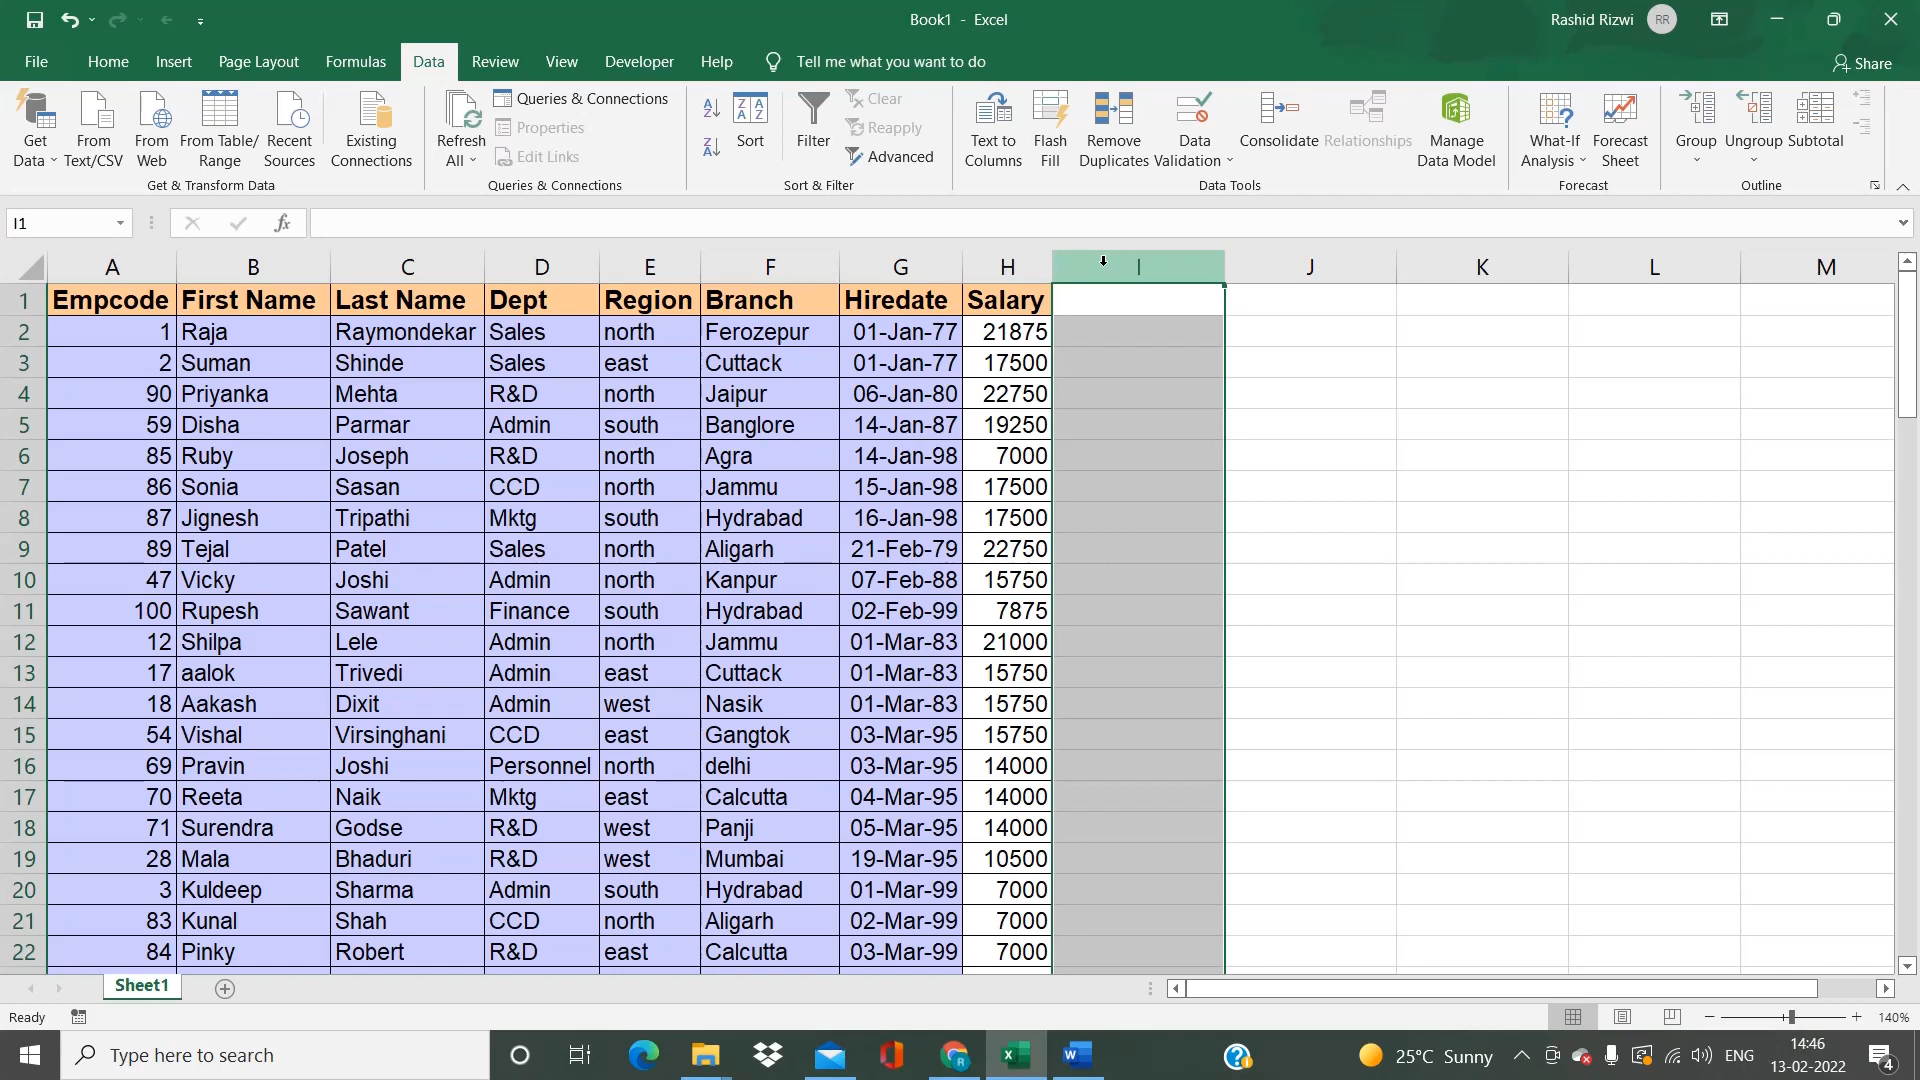 Book1 - Excel
Rashid Rizwi RR
File Home Insert Page Layout Formulas Data Review View Developer Help Tell me what you want to do Share
Get Data
From Text/CSV
From Web
From Table/ Range
Recent Sources
Existing Connections
Get & Transform Data
Refresh All
Queries & Connections
Properties
Edit Links
Queries & Connections
Sort
Filter
Clear
Reapply
Advanced
Sort & Filter
Text to Columns
Flash Fill
Remove Duplicates
Data Validation
Consolidate
Relationships
Manage Data Model
Data Tools
What-If Analysis
Forecast Sheet
Forecast
Group
Ungroup
Subtotal
Outline
I1 fx
A B C D E F G H I J K L M
1 Empcode First Name Last Name Dept Region Branch Hiredate Salary
2 1 Raja Raymondekar Sales north Ferozepur 01-Jan-77 21875
3 2 Suman Shinde Sales east Cuttack 01-Jan-77 17500
4 90 Priyanka Mehta R&D north Jaipur 06-Jan-80 22750
5 59 Disha Parmar Admin south Banglore 14-Jan-87 19250
6 85 Ruby Joseph R&D north Agra 14-Jan-98 7000
7 86 Sonia Sasan CCD north Jammu 15-Jan-98 17500
8 87 Jignesh Tripathi Mktg south Hydrabad 16-Jan-98 17500
9 89 Tejal Patel Sales north Aligarh 21-Feb-79 22750
10 47 Vicky Joshi Admin north Kanpur 07-Feb-88 15750
11 100 Rupesh Sawant Finance south Hydrabad 02-Feb-99 7875
12 12 Shilpa Lele Admin north Jammu 01-Mar-83 21000
13 17 aalok Trivedi Admin east Cuttack 01-Mar-83 15750
14 18 Aakash Dixit Admin west Nasik 01-Mar-83 15750
15 54 Vishal Virsinghani CCD east Gangtok 03-Mar-95 15750
16 69 Pravin Joshi Personnel north delhi 03-Mar-95 14000
17 70 Reeta Naik Mktg east Calcutta 04-Mar-95 14000
18 71 Surendra Godse R&D west Panji 05-Mar-95 14000
19 28 Mala Bhaduri R&D west Mumbai 19-Mar-95 10500
20 3 Kuldeep Sharma Admin south Hydrabad 01-Mar-99 7000
21 83 Kunal Shah CCD north Aligarh 02-Mar-99 7000
22 84 Pinky Robert R&D east Calcutta 03-Mar-99 7000
Sheet1
Ready 140%
Type here to search
25°C Sunny
ENG
14:46
13-02-2022
4